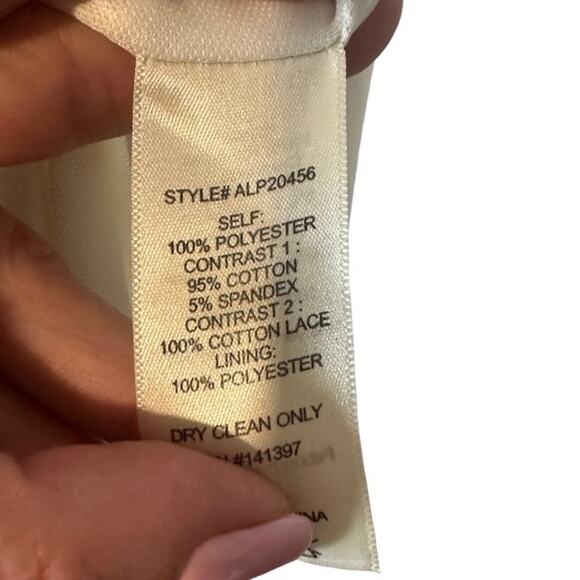 STYLE# ALP20456
SELF:
100% POLYESTER
CONTRAST 1 :
95% COTTON
5% SPANDEX
CONTRAST 2 :
100% COTTON LACE
LINING:
100% POLYESTER
DRY CLEAN ONLY
#141397